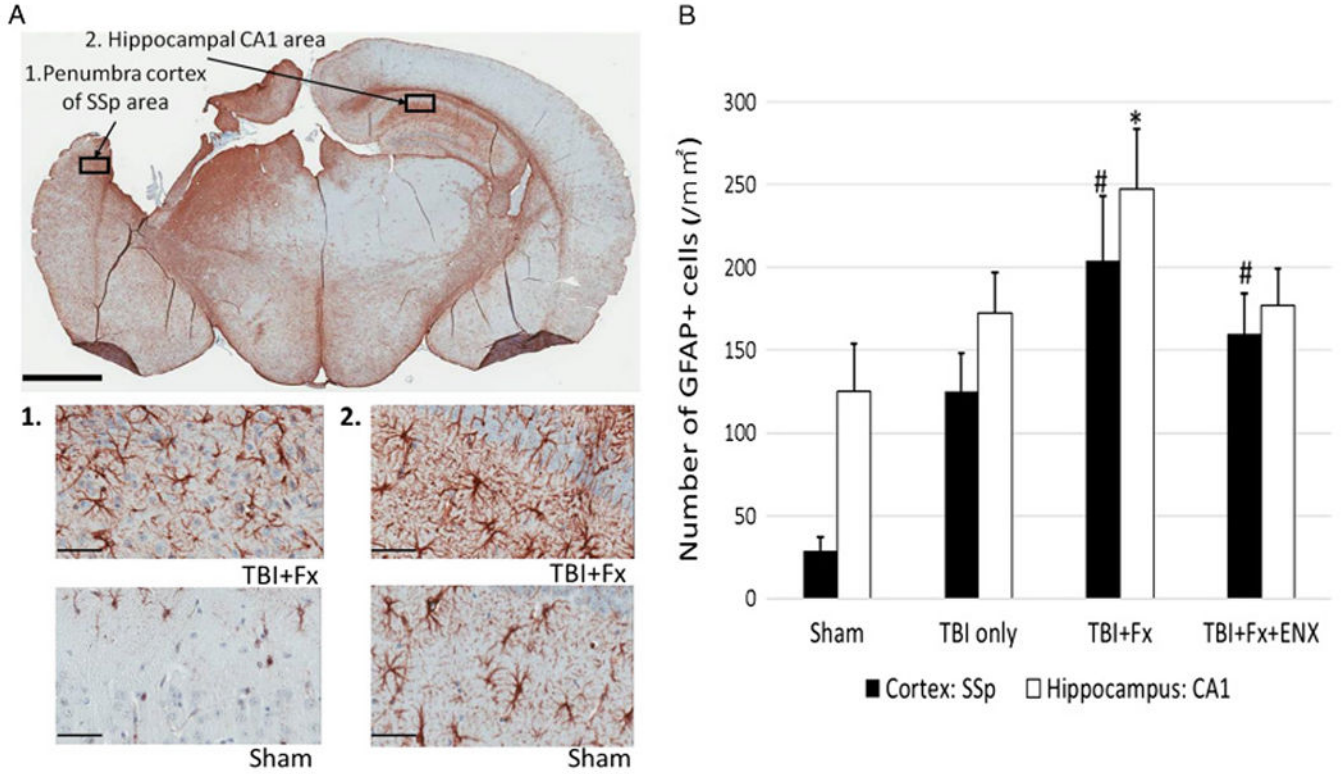 A
2. Hippocampal CA1 area
1.Penumbra cortex
of SSp area
1.
TBI+Fx
Sham
2.
TBI+Fx
Sham
B
Number of GFAP+ cells (/mm²)
300
250
200
150
100
50
0
#
*
#
Sham
TBI only
TBI+Fx
TBI+Fx+ENX
Cortex: SSp
Hippocampus: CA1